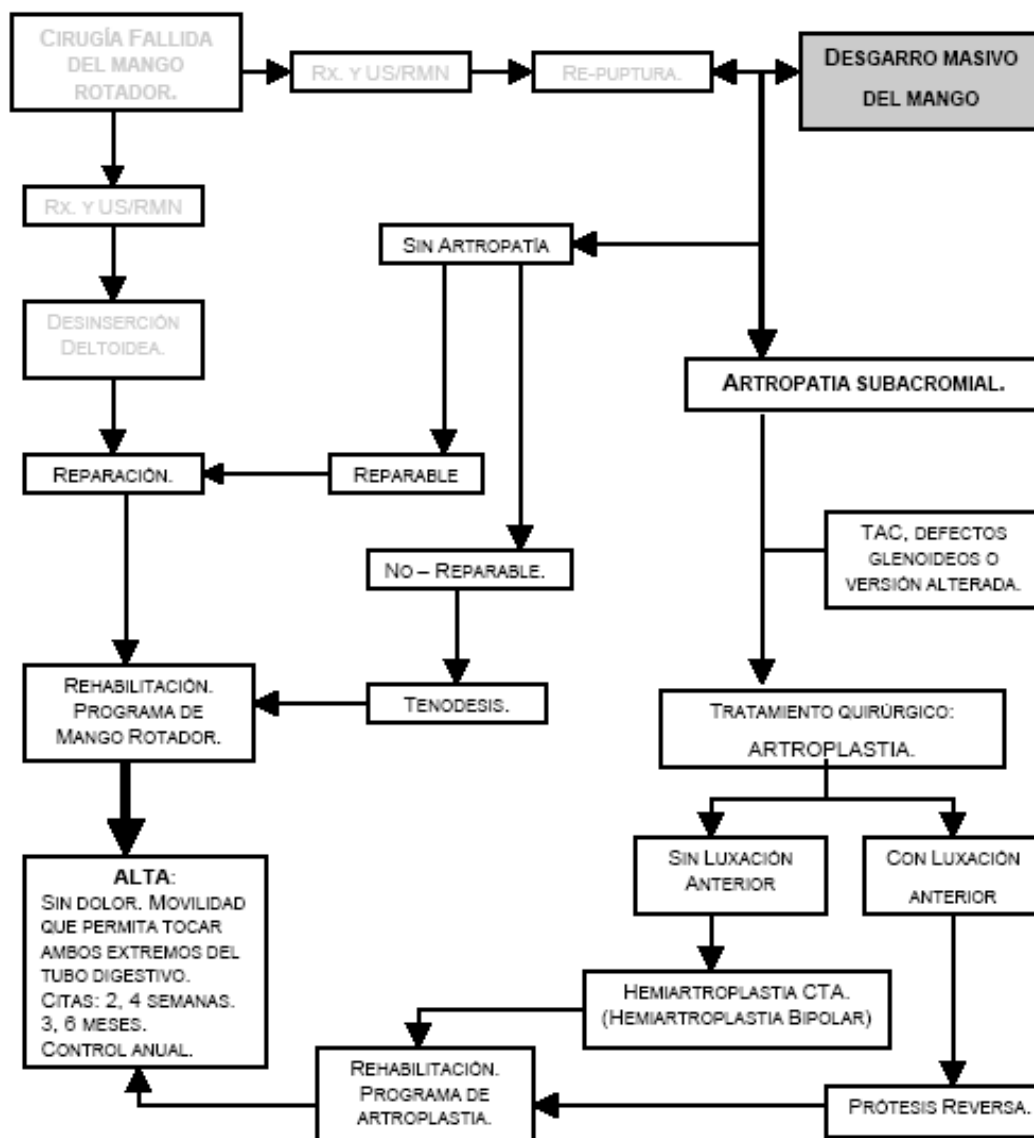 CIRUGÍA FALLIDA
DEL MANGO
ROTADOR.
RX. Y US/RMN
RE-PUPTURA.
DESGARRO MASIVO
DEL MANGO
RX. Y US/RMN
SIN ARTROPATÍA
DESINSERCIÓN
DELTOIDEA.
ARTROPATIA SUBACROMIAL.
REPARACIÓN.
REPARABLE
TAC, DEFECTOS
GLENOIDEOS O
VERSIÓN ALTERADA.
NO – REPARABLE.
REHABILITACIÓN.
PROGRAMA DE
MANGO ROTADOR.
TENODESIS.
TRATAMIENTO QUIRÚRGICO:
ARTROPLASTIA.
SIN LUXACIÓN
ANTERIOR
CON LUXACIÓN
ANTERIOR
ALTA:
SIN DOLOR. MOVILIDAD
QUE PERMITA TOCAR
AMBOS EXTREMOS DEL
TUBO DIGESTIVO.
CITAS: 2, 4 SEMANAS.
3, 6 MESES.
CONTROL ANUAL.
HEMIARTROPLASTIA CTA.
(HEMIARTROPLASTIA BIPOLAR)
REHABILITACIÓN.
PROGRAMA DE
ARTROPLASTIA.
PRÓTESIS REVERSA.